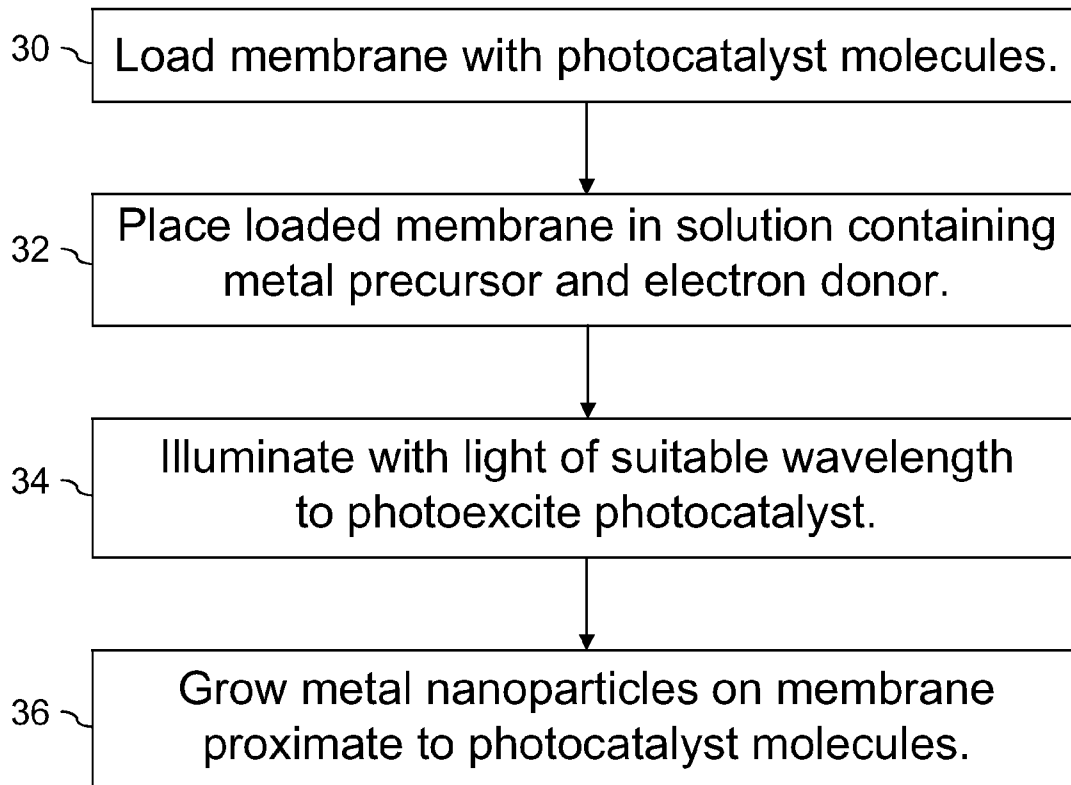 30
Load membrane with photocatalyst molecules.
32
Place loaded membrane in solution containing
metal precursor and electron donor.
34
Illuminate with light of suitable wavelength
to photoexcite photocatalyst.
36
Grow metal nanoparticles on membrane
proximate to photocatalyst molecules.